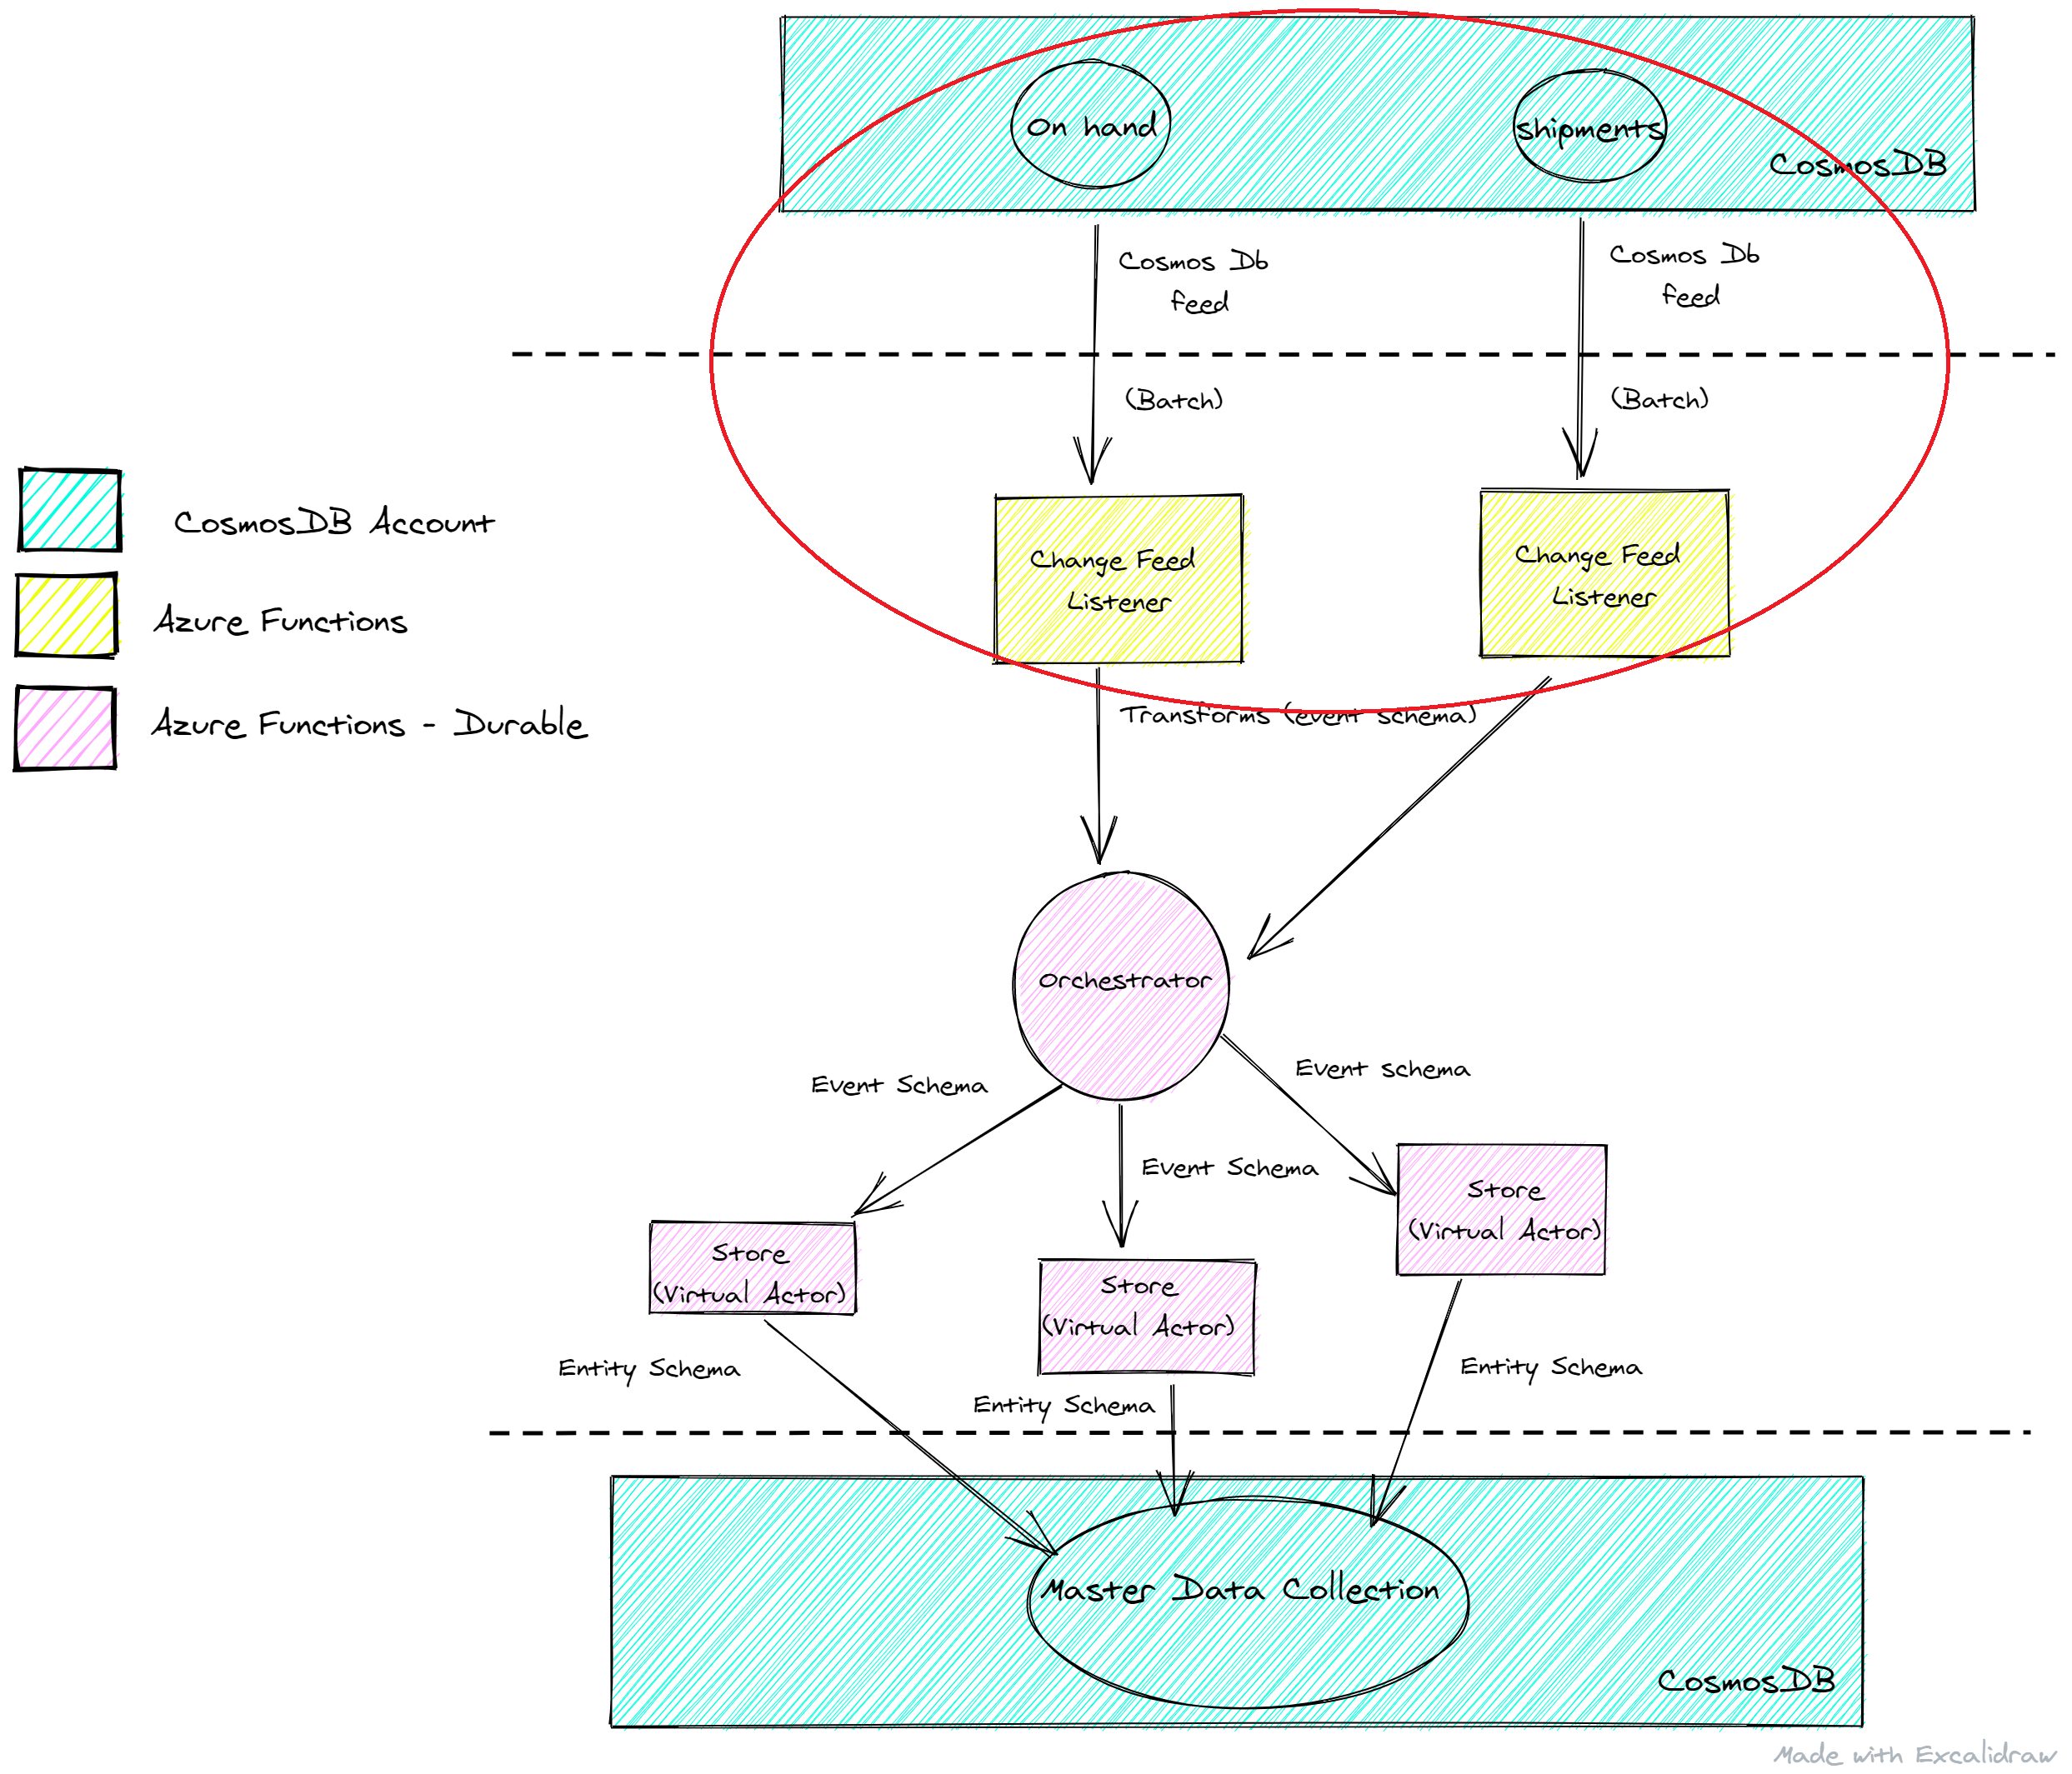 On hand
shipments
CosmosDB
Cosmos Db
feed
Cosmos Db
feed
(Batch)
(Batch)
Change Feed
Listener
Change Feed
Listener
CosmosDB Account
Azure Functions
Azure Functions - Durable
Transforms (event schema)
Orchestrator
Event Schema
Event schema
Event Schema
Store
(Virtual Actor)
Store
(Virtual Actor)
Store
(Virtual Actor)
Entity Schema
Entity Schema
Entity Schema
Master Data Collection
CosmosDB
Made with Excalidraw